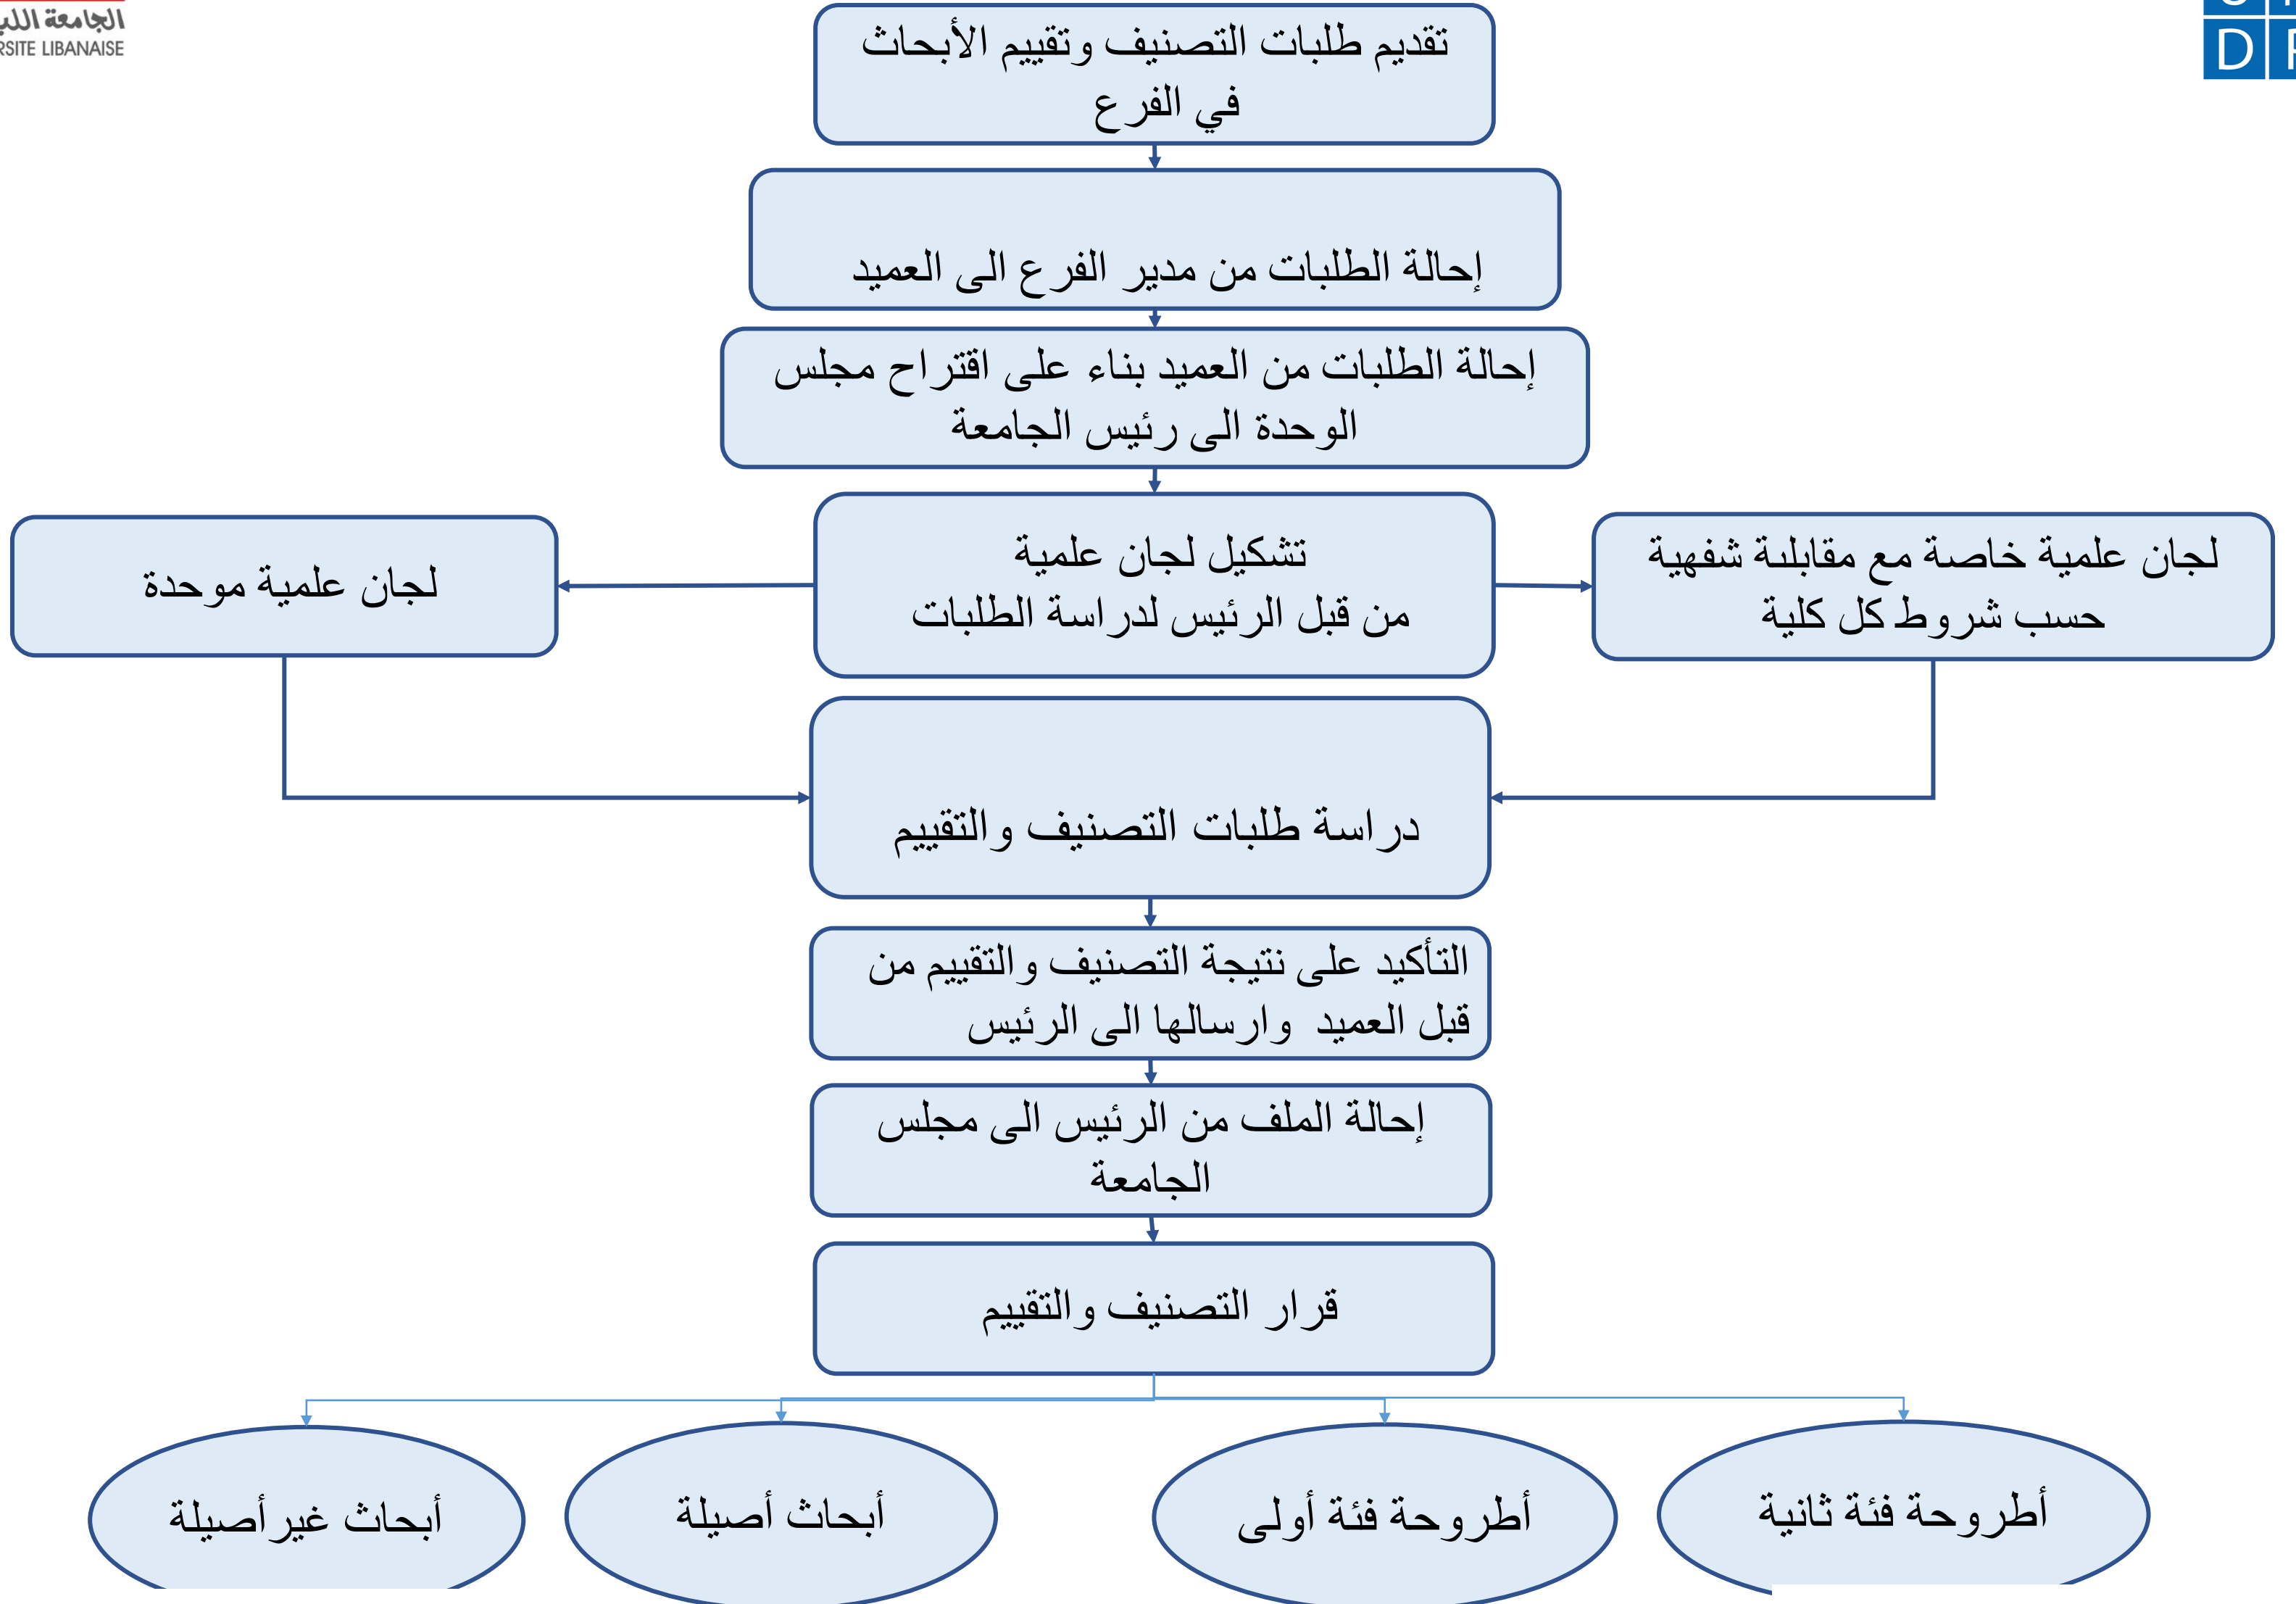 RSITE LIBANAISE
D
تقديم طلبات التصنيف وتقييم الأبحاث
في الفرع
إحالة الطلبات من مدير الفرع الى العميد
إحالة الطلبات من العميد بناء على اقتراح مجلس
الوحدة الى رئيس الجامعة
تشكيل لجان علمية
من قبل الرئيس لدراسة الطلبات
لجان علمية خاصة مع مقابلة شفهية
حسب شروط كل كلية
لجان علمية موحدة
دراسة طلبات التصنيف والتقييم
التأكيد على نتيجة التصنيف والتقييم من
قبل العميد وارسالها الى الرئيس
إحالة الملف من الرئيس الى مجلس
الجامعة
قرار التصنيف والتقييم
أطروحة فئة ثانية
أطروحة فئة أولى
أبحاث أصيلة
أبحاث غيرأصيلة